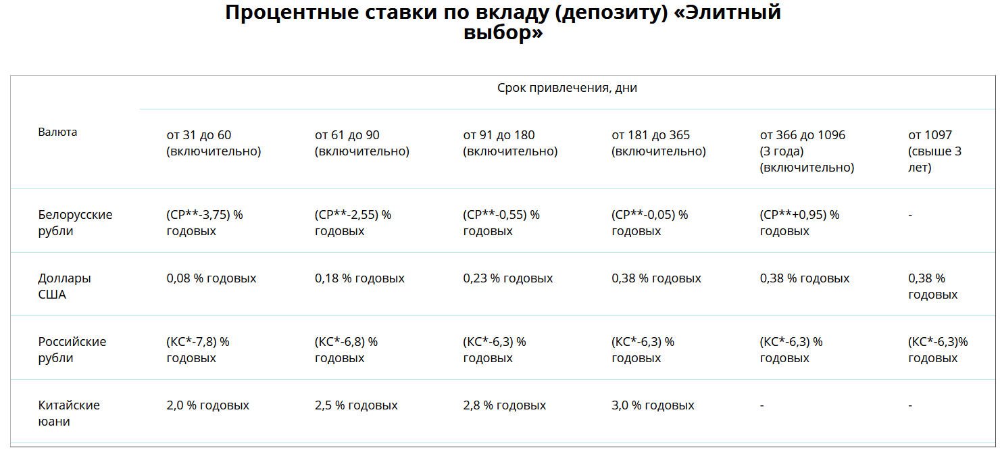 Процентные ставки по вкладу (депозиту) «Элитный
выбор»
Срок привлечения, дни
Валюта
от 31 до 60
(включительно)
от 61 до 90
(включительно)
от 91 до 180
(включительно)
от 181 до 365
(включительно)
от 366 до 1096
(3 года)
(включительно)
от 1097
(свыше 3
лет)
Белорусские
рубли
(СР**-3,75) %
годовых
(СР**-2,55) %
годовых
(СР**-0,55) %
годовых
(СР**-0,05) %
годовых
(СР**+0,95) %
годовых
-
Доллары
США
0,08 % годовых
0,18 % годовых
0,23 % годовых
0,38 % годовых
0,38 % годовых
0,38 %
годовых
Российские
рубли
(КС*-7,8) %
годовых
(КС*-6,8) %
годовых
(КС*-6,3) %
годовых
(КС*-6,3) %
годовых
(КС*-6,3) %
годовых
(КС*-6,3)%
годовых
Китайские
юани
2,0 % годовых
2,5 % годовых
2,8 % годовых
3,0 % годовых
-
-